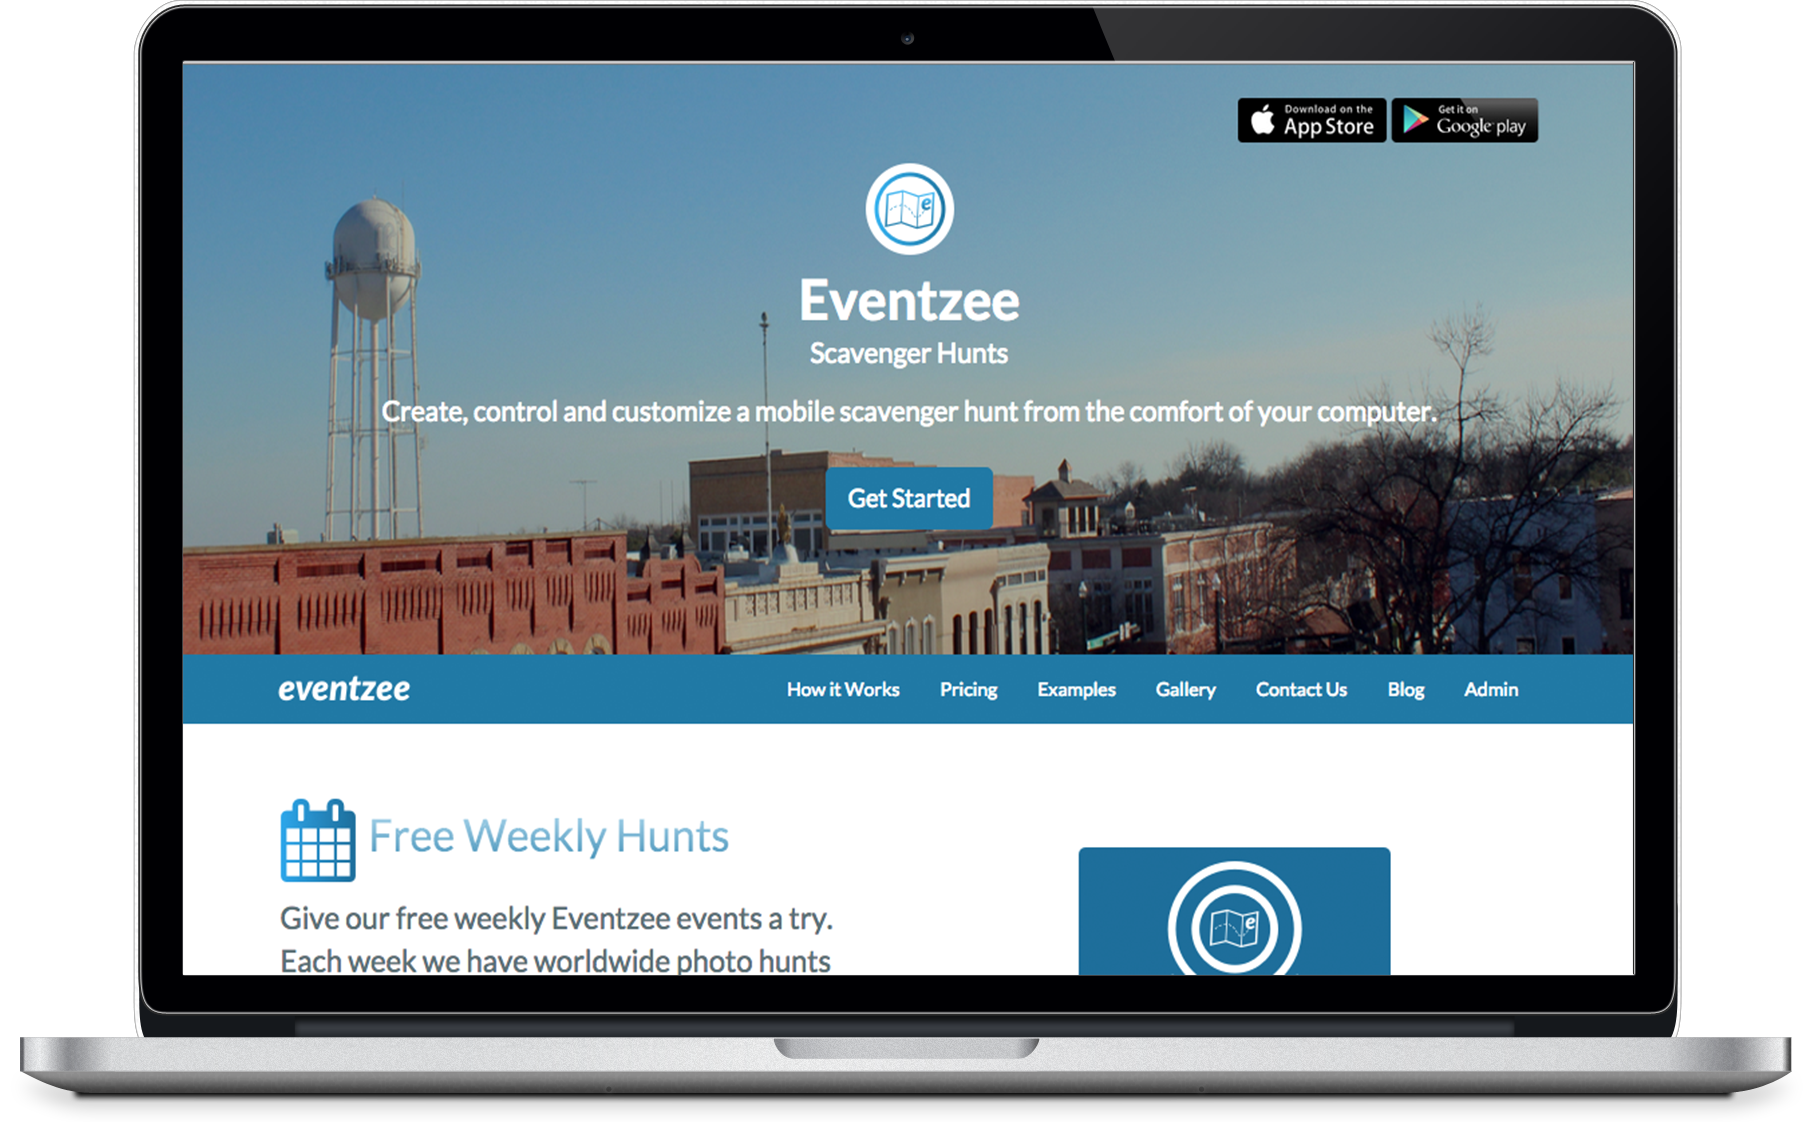 Download on the
App Store
Get it on
Google play
e
Eventzee
Scavenger Hunts
Create, control and customize a mobile scavenger hunt from the comfort of your computer.
Get Started
eventzee
How it Works
Pricing
Examples
Gallery
Contact Us
Blog
Admin
Free Weekly Hunts
Give our free weekly Eventzee events a try.
Each week we have worldwide photo hunts
e